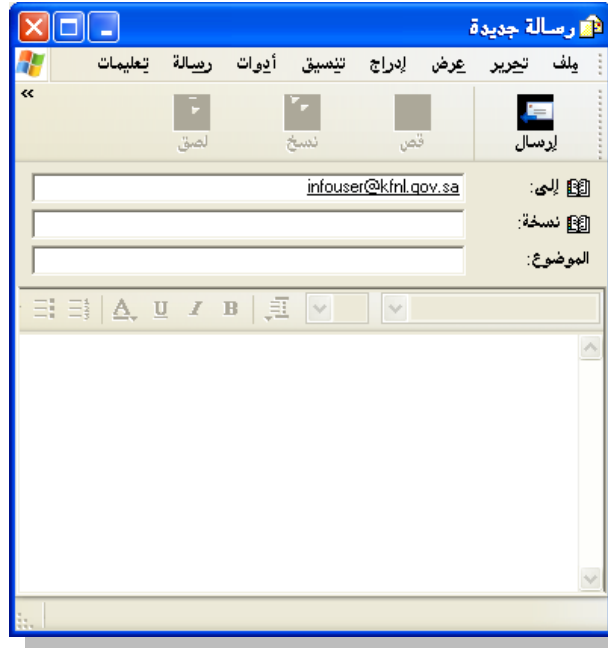 رسالة جديدة
ملف تحرير عرض إدراج تنسيق أدوات رسالة تعليمات
إرسال قص نسخ لصق »
إلى: infouser@kfnl.gov.sa
نسخة:
الموضوع:
B I U A